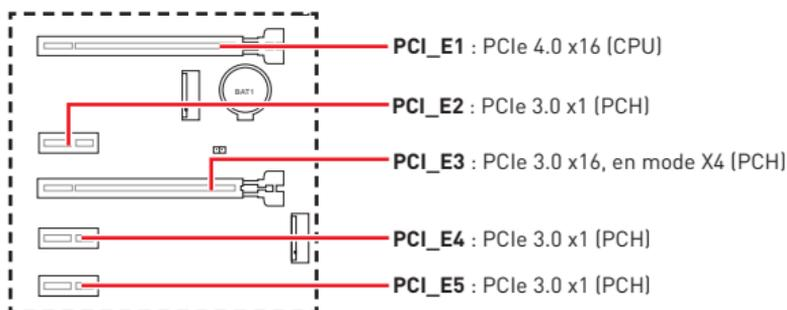 PCI_E1 : PCIe 4.0 x16 (CPU)
BAT1
PCI_E2 : PCIe 3.0 x1 (PCH)
PCI_E3 : PCIe 3.0 x16, en mode X4 (PCH)
PCI_E4 : PCIe 3.0 x1 (PCH)
PCI_E5 : PCIe 3.0 x1 (PCH)